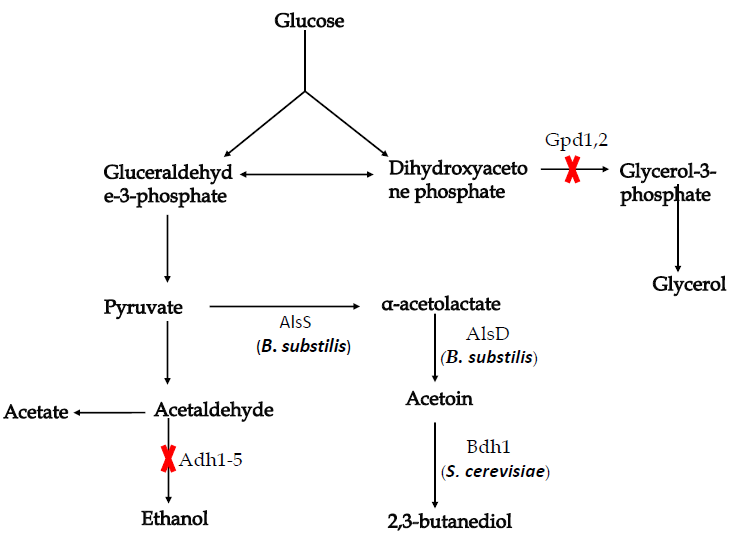 Glucose
Gpd1,2
Gluceraldehyd
e-3-phosphate
Dihydroxyaceto
ne phosphate
Glycerol-3-
phosphate
Glycerol
Pyruvate
α-acetolactate
AlsS
(B. substilis)
AlsD
(B. substilis)
Acetoin
Acetate
Acetaldehyde
Adh1-5
Bdh1
(S. cerevisiae)
Ethanol
2,3-butanediol